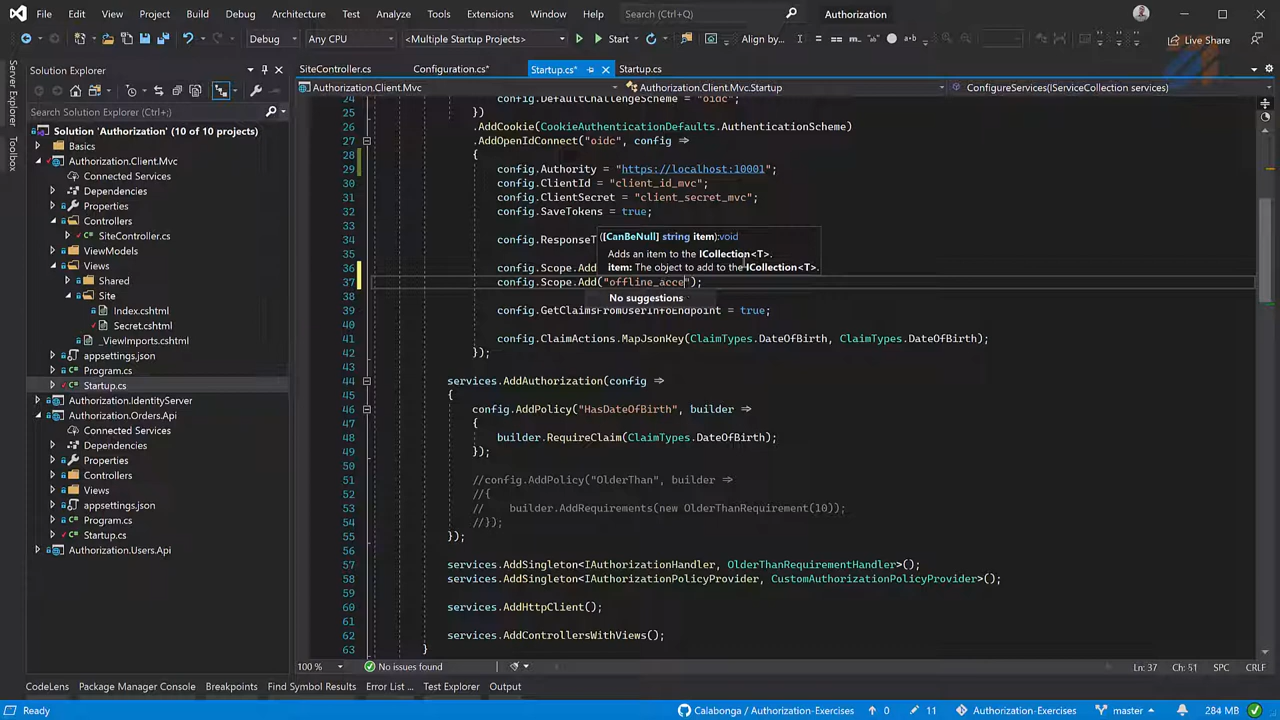 File Edit View Git Project Build Debug Architecture Test Analyze Tools Extensions Window Help Search (Ctrl+Q) Authorization
Debug Any CPU <Multiple Startup Projects> Start Align by... Live Share
Server Explorer
Toolbox
Solution Explorer
Search Solution Explorer (Ctrl+;)
Solution 'Authorization' (10 of 10 projects)
Basics
Authorization.Client.Mvc
Connected Services
Dependencies
Properties
Controllers
SiteController.cs
ViewModels
Views
Shared
Site
Index.cshtml
Secret.cshtml
_ViewImports.cshtml
appsettings.json
Program.cs
Startup.cs
Authorization.IdentityServer
Authorization.Orders.Api
Connected Services
Dependencies
Properties
Controllers
Views
appsettings.json
Program.cs
Startup.cs
Authorization.Users.Api
SiteController.cs Configuration.cs* Startup.cs* Startup.cs
Authorization.Client.Mvc Authorization.Client.Mvc.Startup ConfigureServices(IServiceCollection services)
24 config.DefaultChallengeScheme = "oidc";
25 })
26 .AddCookie(CookieAuthenticationDefaults.AuthenticationScheme)
27 .AddOpenIdConnect("oidc", config =>
28 {
29 config.Authority = "https://localhost:10001";
30 config.ClientId = "client_id_mvc";
31 config.ClientSecret = "client_secret_mvc";
32 config.SaveTokens = true;
33
34 config.ResponseT
35
36 config.Scope.Add
37 config.Scope.Add("offline_acce");
38
39 config.GetClaimsFromUserInfoEndpoint = true;
40
41 config.ClaimActions.MapJsonKey(ClaimTypes.DateOfBirth, ClaimTypes.DateOfBirth);
42 });
43
44 services.AddAuthorization(config =>
45 {
46 config.AddPolicy("HasDateOfBirth", builder =>
47 {
48 builder.RequireClaim(ClaimTypes.DateOfBirth);
49 });
50
51 //config.AddPolicy("OlderThan", builder =>
52 //{
53 // builder.AddRequirements(new OlderThanRequirement(10));
54 //});
55 });
56
57 services.AddSingleton<IAuthorizationHandler, OlderThanRequirementHandler>();
58 services.AddSingleton<IAuthorizationPolicyProvider, CustomAuthorizationPolicyProvider>();
59
60 services.AddHttpClient();
61
62 services.AddControllersWithViews();
63 }
([CanBeNull] string item):void
Adds an item to the ICollection<T>.
item: The object to add to the ICollection<T>.
No suggestions
100 % No issues found Ln: 37 Ch: 51 SPC CRLF
CodeLens Package Manager Console Breakpoints Find Symbol Results Error List ... Test Explorer Output
Ready Calabonga / Authorization-Exercises 0 11 Authorization-Exercises master 284 MB